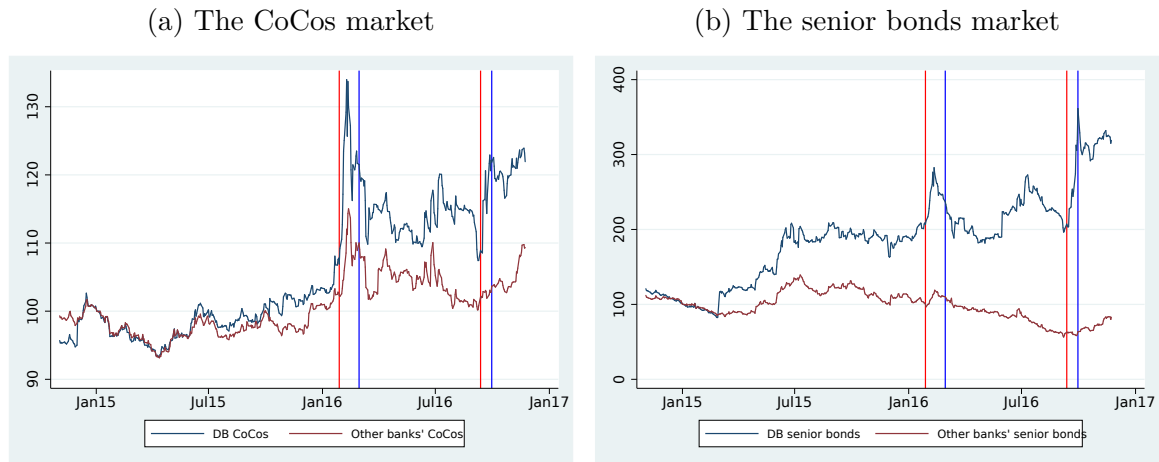 (a) The CoCos market
130
120
110
100
90
Jan15 Jul15 Jan16 Jul16 Jan17
DB CoCos Other banks' CoCos
(b) The senior bonds market
400
300
200
100
0
Jan15 Jul15 Jan16 Jul16 Jan17
DB senior bonds Other banks' senior bonds